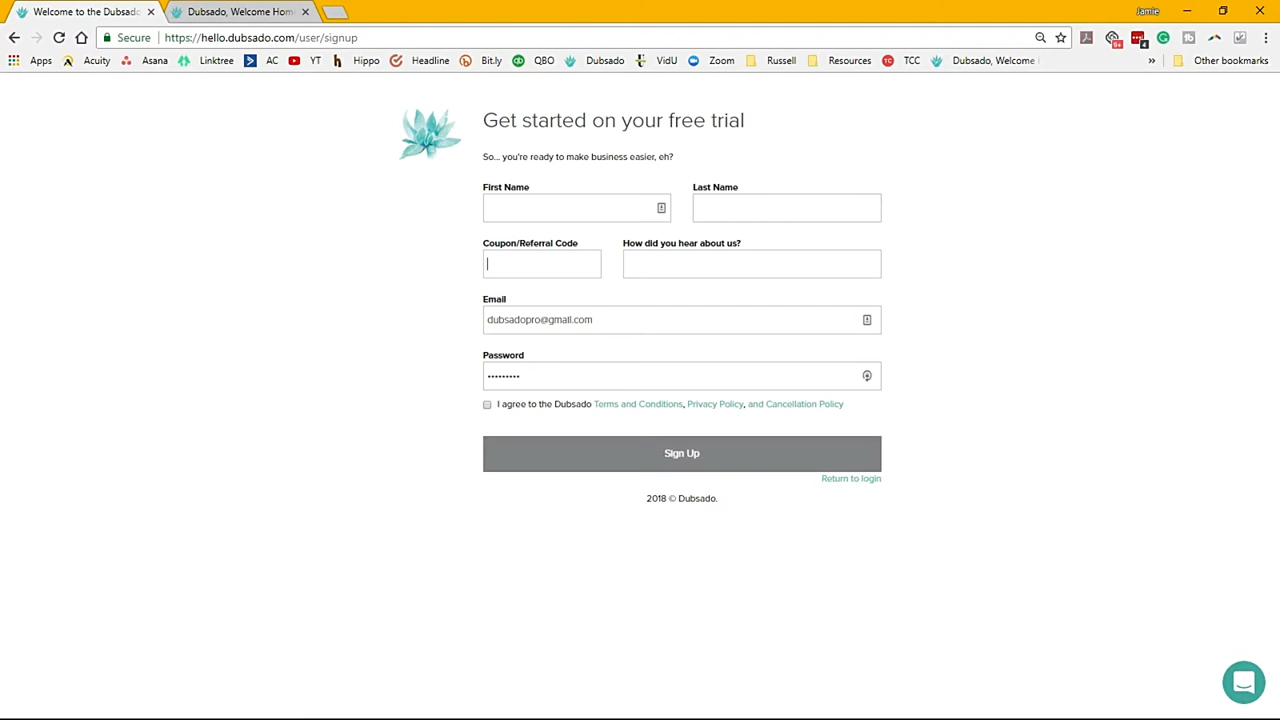 Welcome to the Dubsado
Dubsado, Welcome Hom
Jamie
Secure
https://hello.dubsado.com/user/signup
9+
4
Apps
Acuity
Asana
Linktree
AC
YT
Hippo
Headline
Bit.ly
QBO
Dubsado
VidU
Zoom
Russell
Resources
TCC
Dubsado, Welcome
»
Other bookmarks
Get started on your free trial
So... you're ready to make business easier, eh?
First Name
Last Name
Coupon/Referral Code
How did you hear about us?
Email
dubsadopro@gmail.com
Password
•••••••••
I agree to the Dubsado Terms and Conditions, Privacy Policy, and Cancellation Policy
Sign Up
Return to login
2018 © Dubsado.